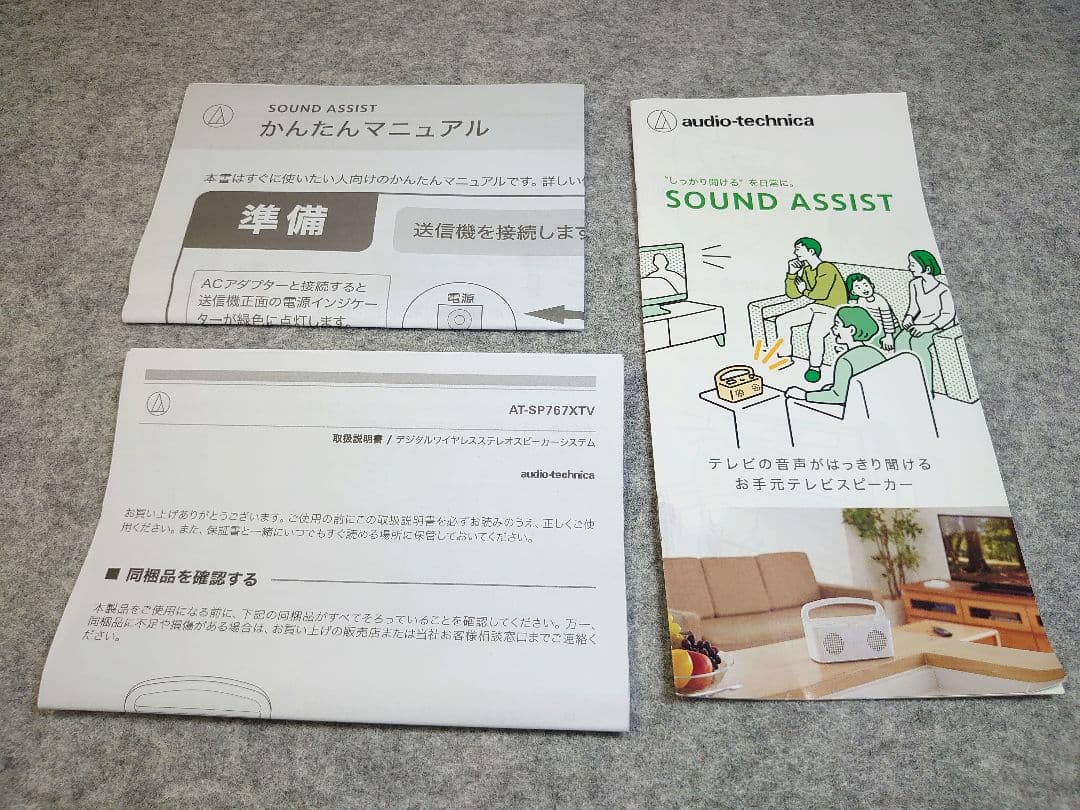 SOUND ASSIST
かんたんマニュアル
本書はすぐに使いたい人向けのかんたんマニュアルです。詳しい
準備
送信機を接続します
ACアダプターと接続すると
送信機正面の電源インジケー
ターが緑色に点灯します。
電源
AT-SP767XTV
取扱説明書 / デジタルワイヤレスステレオスピーカーシステム
audio-technica
お買い上げありがとうございます。ご使用の前にこの取扱説明書を必ずお読みのうえ、正しくご使
用ください。また、保証書と一緒にいつでもすぐ読める場所に保管しておいてください。
■ 同梱品を確認する
本製品をご使用になる前に、下記の同梱品がすべてそろっていることを確認してください。万一、
同梱品に不足や損傷がある場合は、お買い上げの販売店または当社お客様相談窓口までご連絡く
ださい。
audio-technica
"しっかり聞ける"を日常に。
SOUND ASSIST
テレビの音声がはっきり聞ける
お手元テレビスピーカー